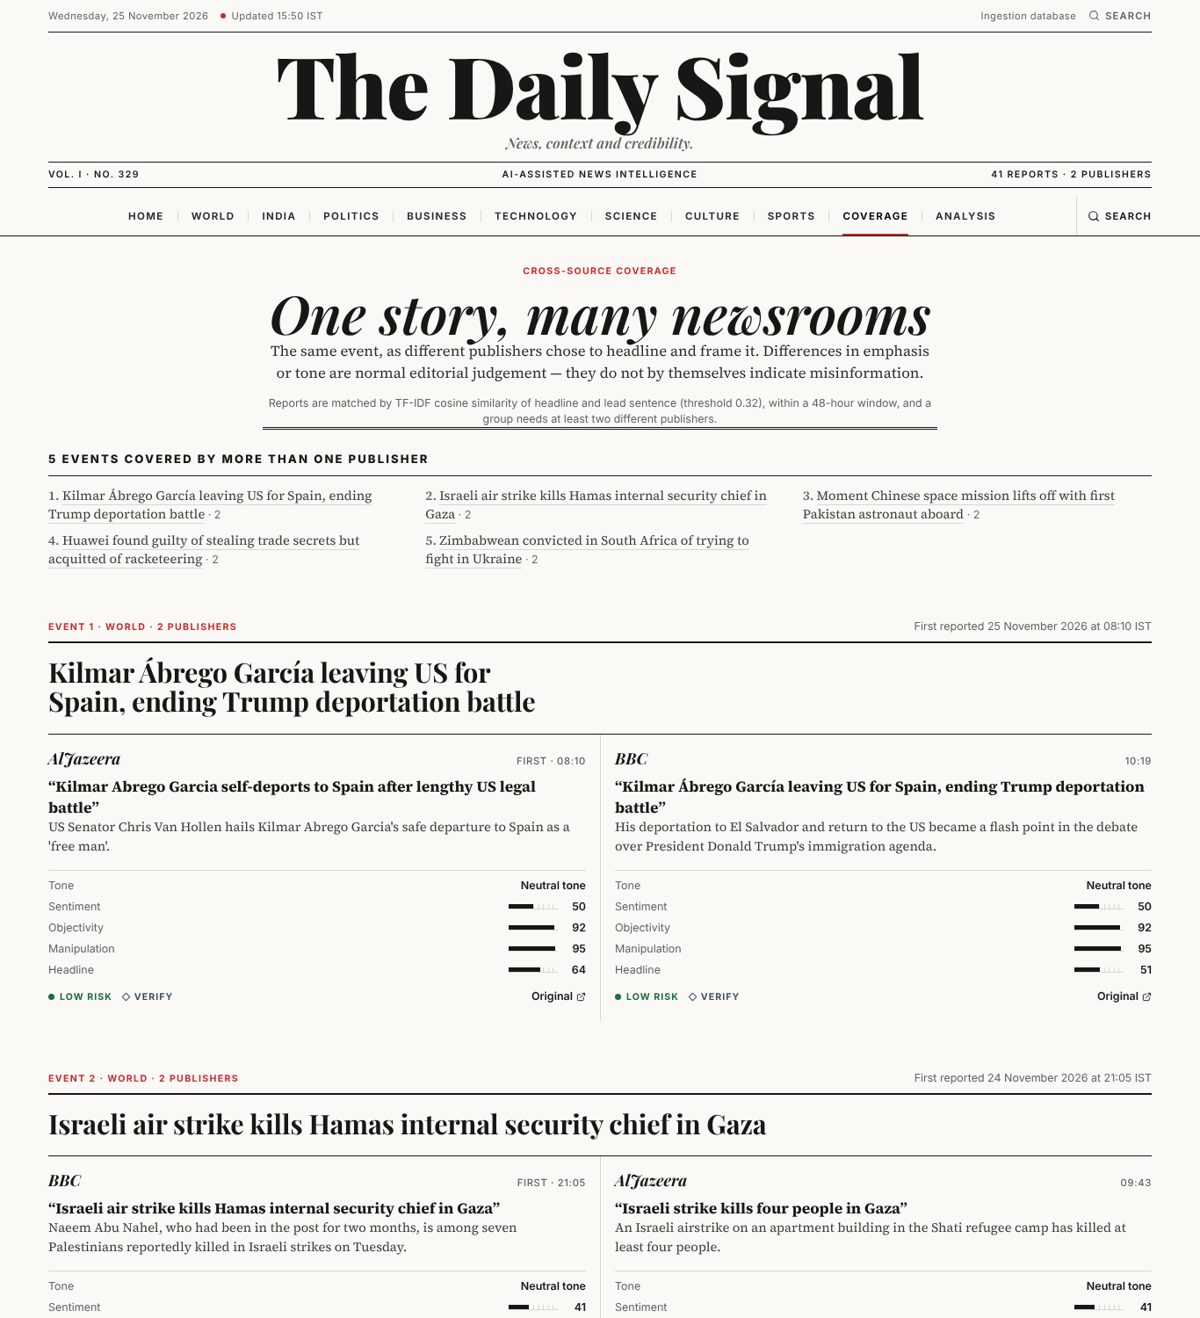 Wednesday, 25 November 2026 ● Updated 15:50 IST
Ingestion database SEARCH
The Daily Signal
News, context and credibility.
VOL. I · NO. 329
AI-ASSISTED NEWS INTELLIGENCE
41 REPORTS · 2 PUBLISHERS
HOME WORLD INDIA POLITICS BUSINESS TECHNOLOGY SCIENCE CULTURE SPORTS COVERAGE ANALYSIS SEARCH
CROSS-SOURCE COVERAGE
One story, many newsrooms
The same event, as different publishers chose to headline and frame it. Differences in emphasis
or tone are normal editorial judgement — they do not by themselves indicate misinformation.
Reports are matched by TF-IDF cosine similarity of headline and lead sentence (threshold 0.32), within a 48-hour window, and a
group needs at least two different publishers.
5 EVENTS COVERED BY MORE THAN ONE PUBLISHER
1. Kilmar Ábrego García leaving US for Spain, ending
Trump deportation battle · 2
2. Israeli air strike kills Hamas internal security chief in
Gaza · 2
3. Moment Chinese space mission lifts off with first
Pakistan astronaut aboard · 2
4. Huawei found guilty of stealing trade secrets but
acquitted of racketeering · 2
5. Zimbabwean convicted in South Africa of trying to
fight in Ukraine · 2
EVENT 1 · WORLD · 2 PUBLISHERS
First reported 25 November 2026 at 08:10 IST
Kilmar Ábrego García leaving US for
Spain, ending Trump deportation battle
AlJazeera
FIRST · 08:10
“Kilmar Abrego Garcia self-deports to Spain after lengthy US legal
battle”
US Senator Chris Van Hollen hails Kilmar Abrego Garcia's safe departure to Spain as a
'free man'.
Tone Neutral tone
Sentiment 50
Objectivity 92
Manipulation 95
Headline 64
● LOW RISK ◇ VERIFY Original
BBC
10:19
“Kilmar Ábrego García leaving US for Spain, ending Trump deportation
battle”
His deportation to El Salvador and return to the US became a flash point in the debate
over President Donald Trump's immigration agenda.
Tone Neutral tone
Sentiment 50
Objectivity 92
Manipulation 95
Headline 51
● LOW RISK ◇ VERIFY Original
EVENT 2 · WORLD · 2 PUBLISHERS
First reported 24 November 2026 at 21:05 IST
Israeli air strike kills Hamas internal security chief in Gaza
BBC
FIRST · 21:05
“Israeli air strike kills Hamas internal security chief in Gaza”
Naeem Abu Nahel, who had been in the post for two months, is among seven
Palestinians reportedly killed in Israeli strikes on Tuesday.
Tone Neutral tone
Sentiment 41
AlJazeera
09:43
“Israeli strike kills four people in Gaza”
An Israeli airstrike on an apartment building in the Shati refugee camp has killed at
least four people.
Tone Neutral tone
Sentiment 41